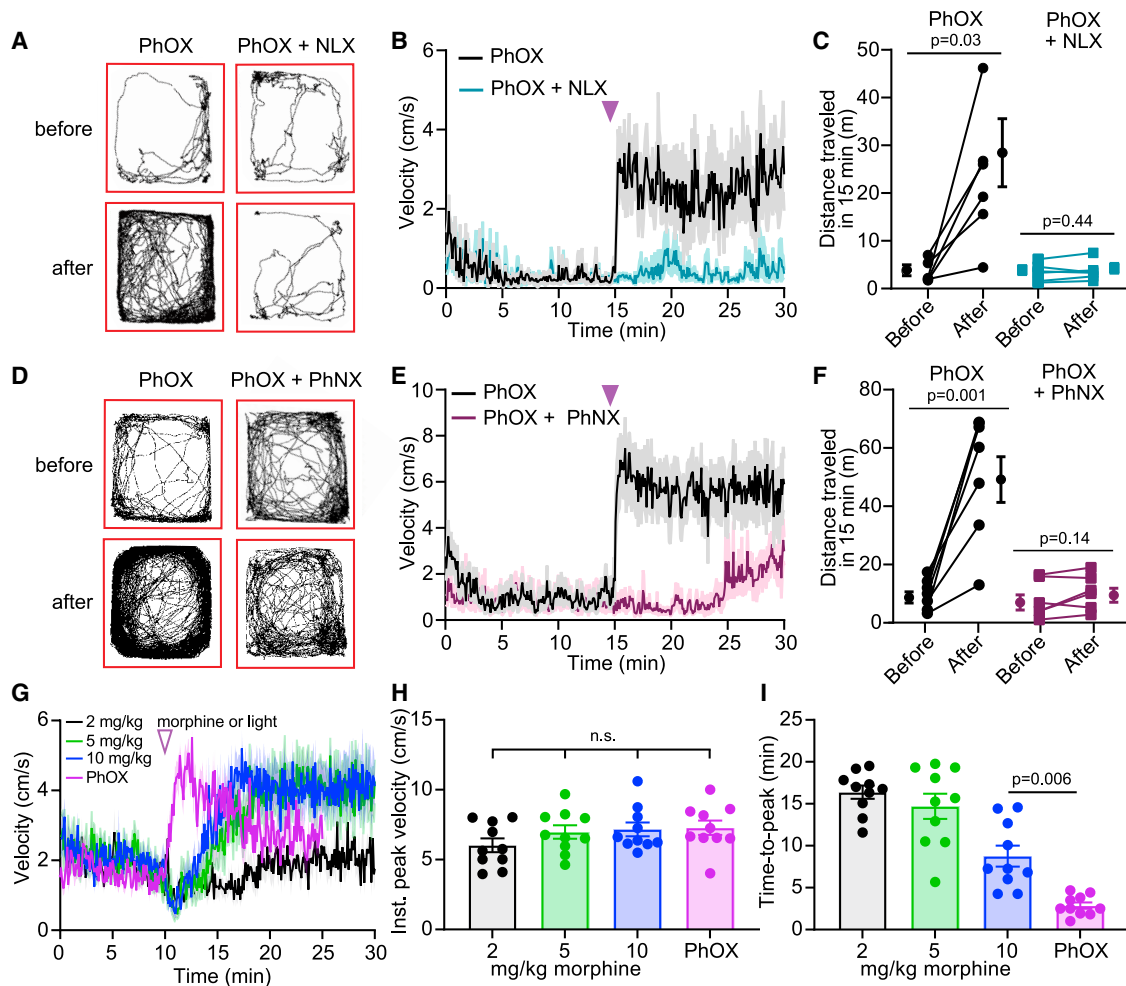 A
PhOX
PhOX + NLX
before
after
B
Velocity (cm/s)
6
4
2
0
PhOX
PhOX + NLX
0
5
10
15
20
25
30
Time (min)
C
PhOX
PhOX
+ NLX
p=0.03
p=0.44
Distance traveled
in 15 min (m)
50
40
30
20
10
0
Before
After
Before
After
D
PhOX
PhOX + PhNX
before
after
E
Velocity (cm/s)
10
8
6
4
2
0
PhOX
PhOX + PhNX
0
5
10
15
20
25
30
Time (min)
F
PhOX
PhOX
+ PhNX
p=0.001
p=0.14
Distance traveled
in 15 min (m)
80
60
40
20
0
Before
After
Before
After
G
Velocity (cm/s)
6
4
2
0
2 mg/kg
5 mg/kg
10 mg/kg
PhOX
morphine or light
0
5
10
15
20
25
30
Time (min)
H
Inst. peak velocity (cm/s)
15
10
5
0
n.s.
2
5
10
PhOX
mg/kg morphine
I
Time-to-peak (min)
25
20
15
10
5
0
p=0.006
2
5
10
PhOX
mg/kg morphine